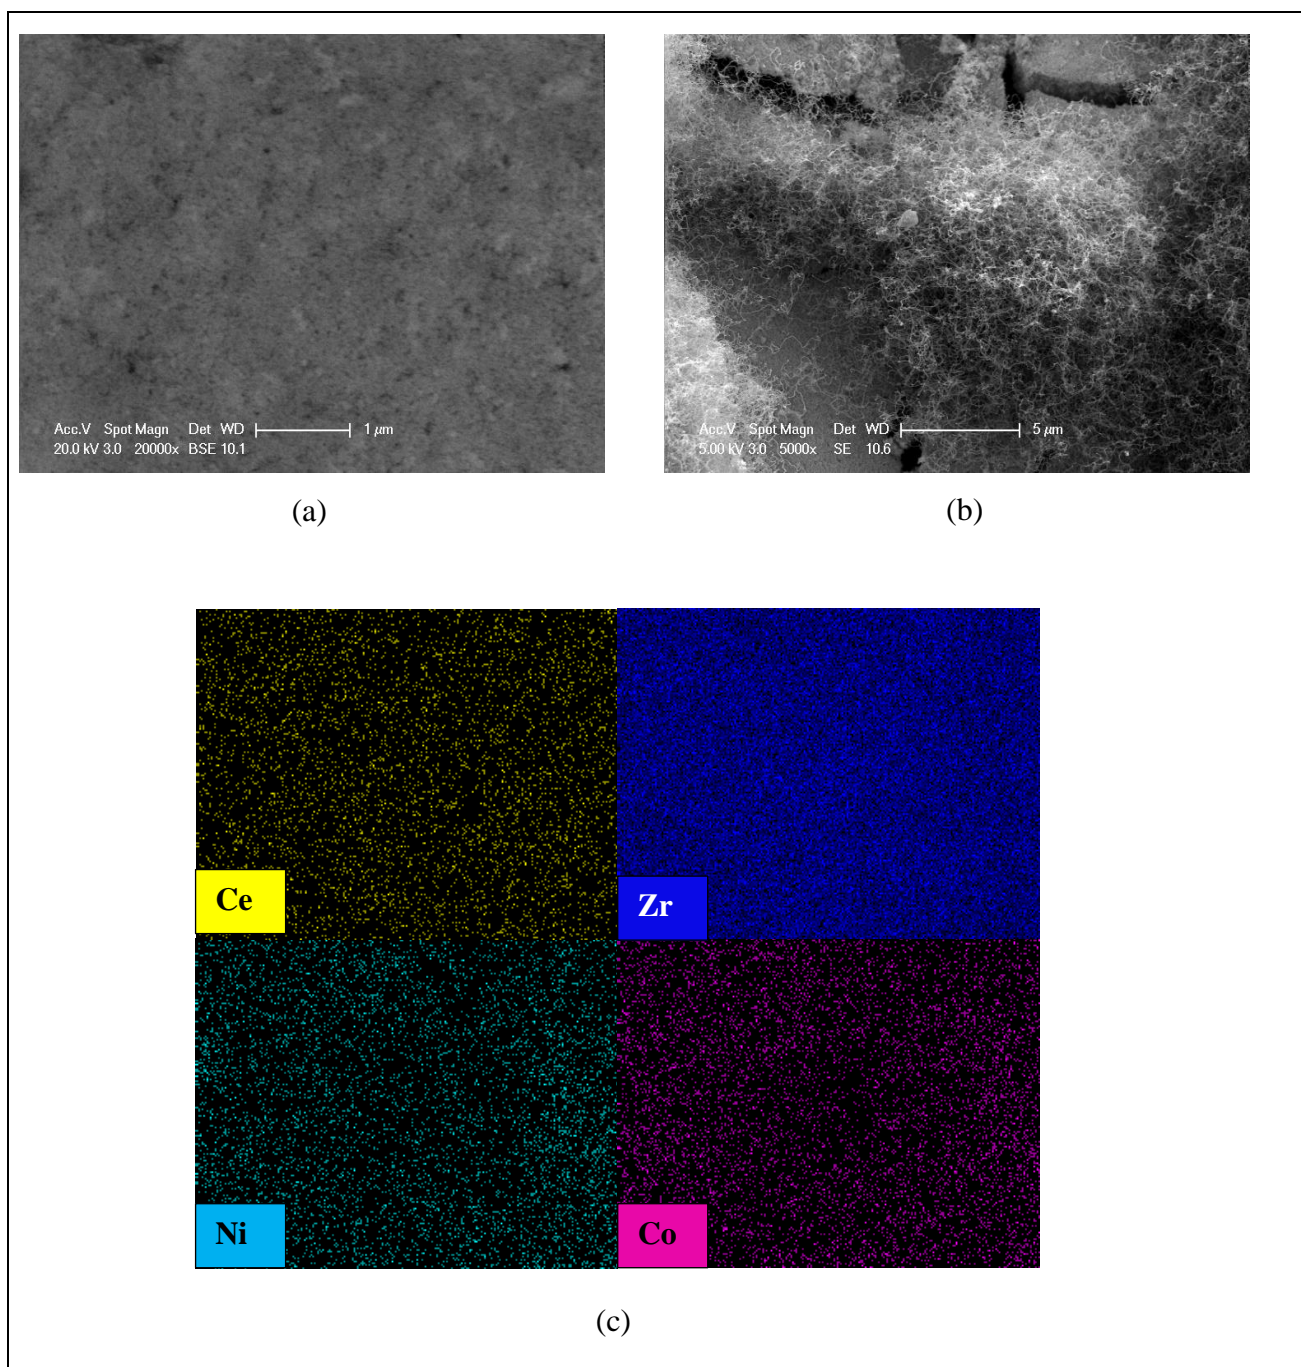 Acc.V Spot Magn Det WD 1 µm
20.0 kV 3.0 20000x BSE 10.1
Acc.V Spot Magn Det WD 5 µm
5.00 kV 3.0 5000x SE 10.6
(a)
(b)
Ce
Zr
Ni
Co
(c)